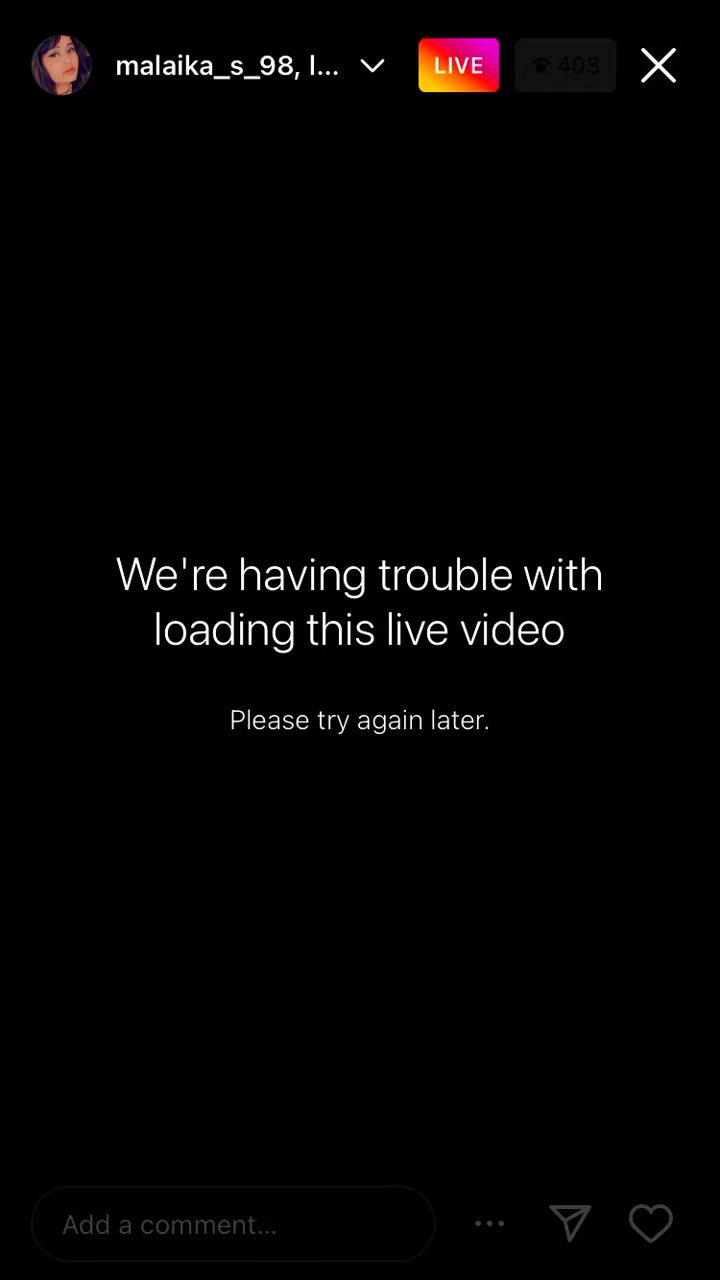 malaika_s_98, l...
LIVE
403
We're having trouble with
loading this live video
Please try again later.
Add a comment...